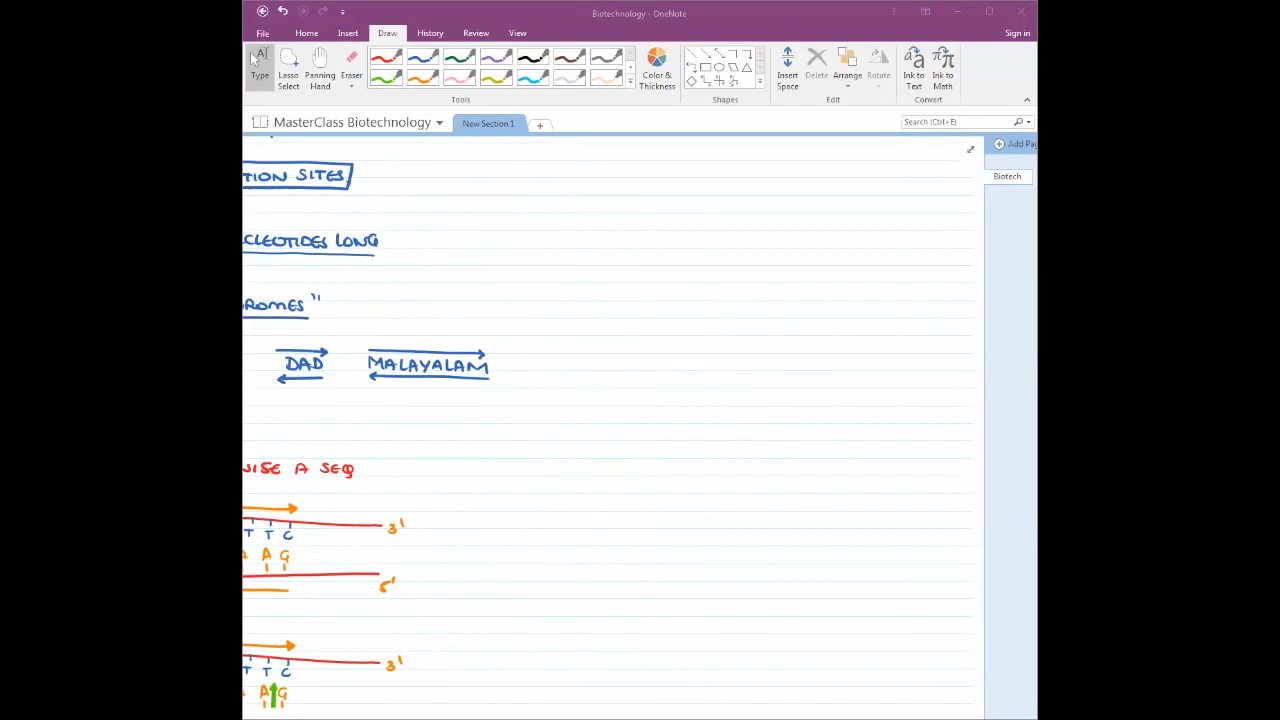 Biotechnology - OneNote
File Home Insert Draw History Review View Sign in
Type Lasso Select Panning Hand Eraser Color & Thickness Insert Space Delete Arrange Rotate Ink to Text Ink to Math
Tools Shapes Edit Convert
MasterClass Biotechnology New Section 1 Search (Ctrl+E)
Add Pag
TION SITES
Biotech
CLEOTIDES LONG
ROMES"
DAD MALAYALAM
NISE A SEQ
3'
T T C
A G
5'
3'
T T C
A G